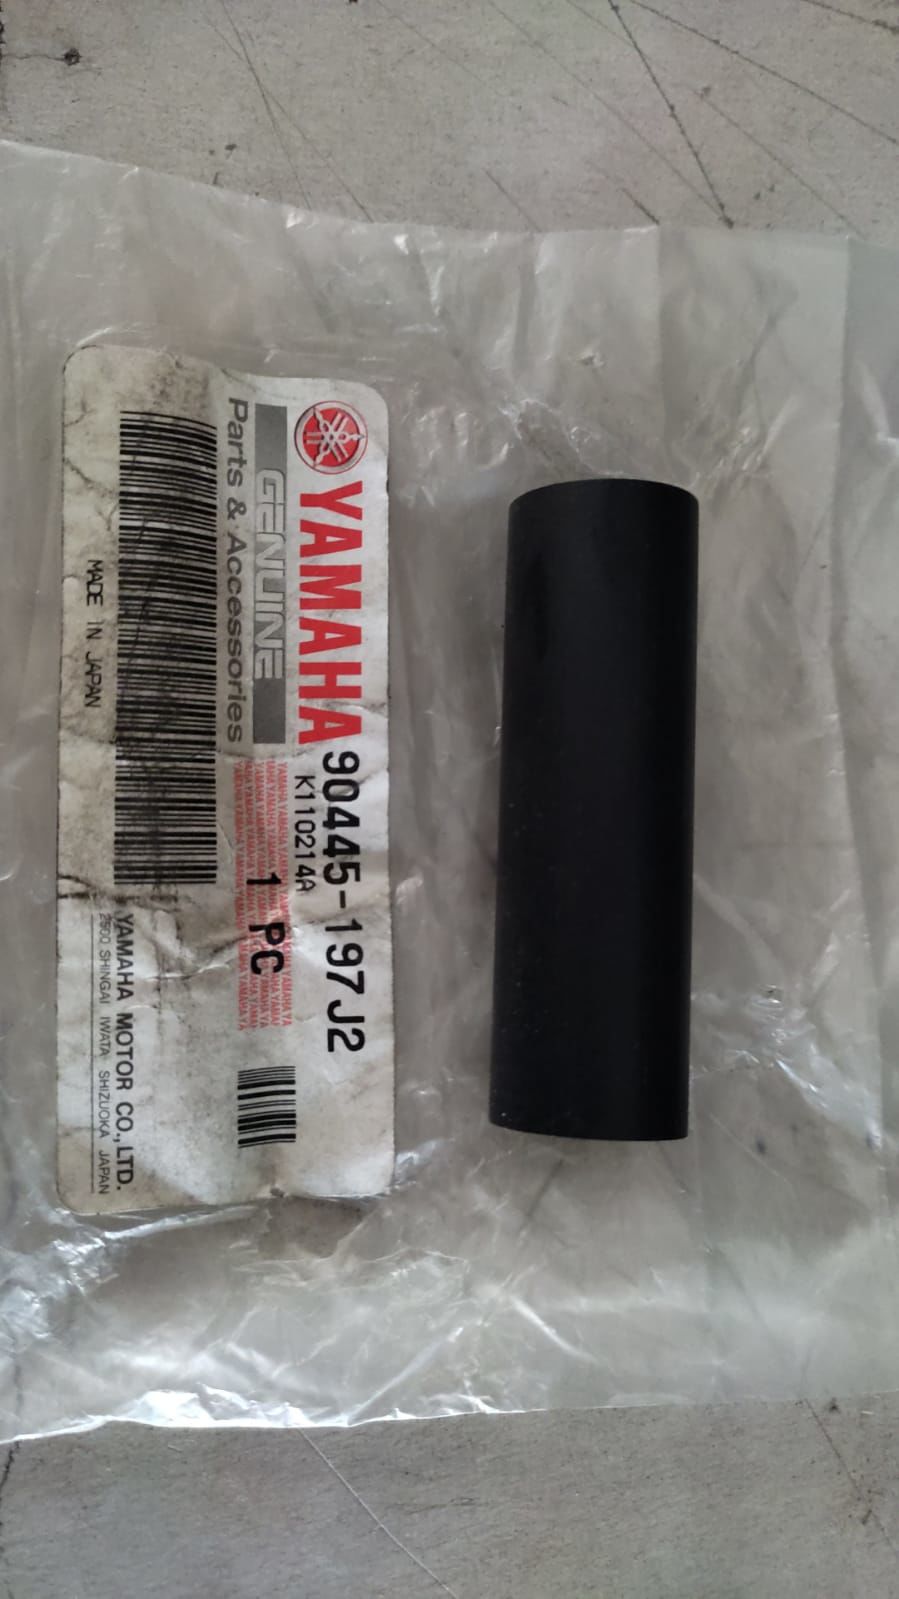 YAMAHA
GENUINE
Parts & Accessories
90445-197J2
K110214A
1 PC
MADE IN JAPAN
YAMAHA MOTOR CO.,LTD.
2500 SHINGAI IWATA SHIZUOKA JAPAN